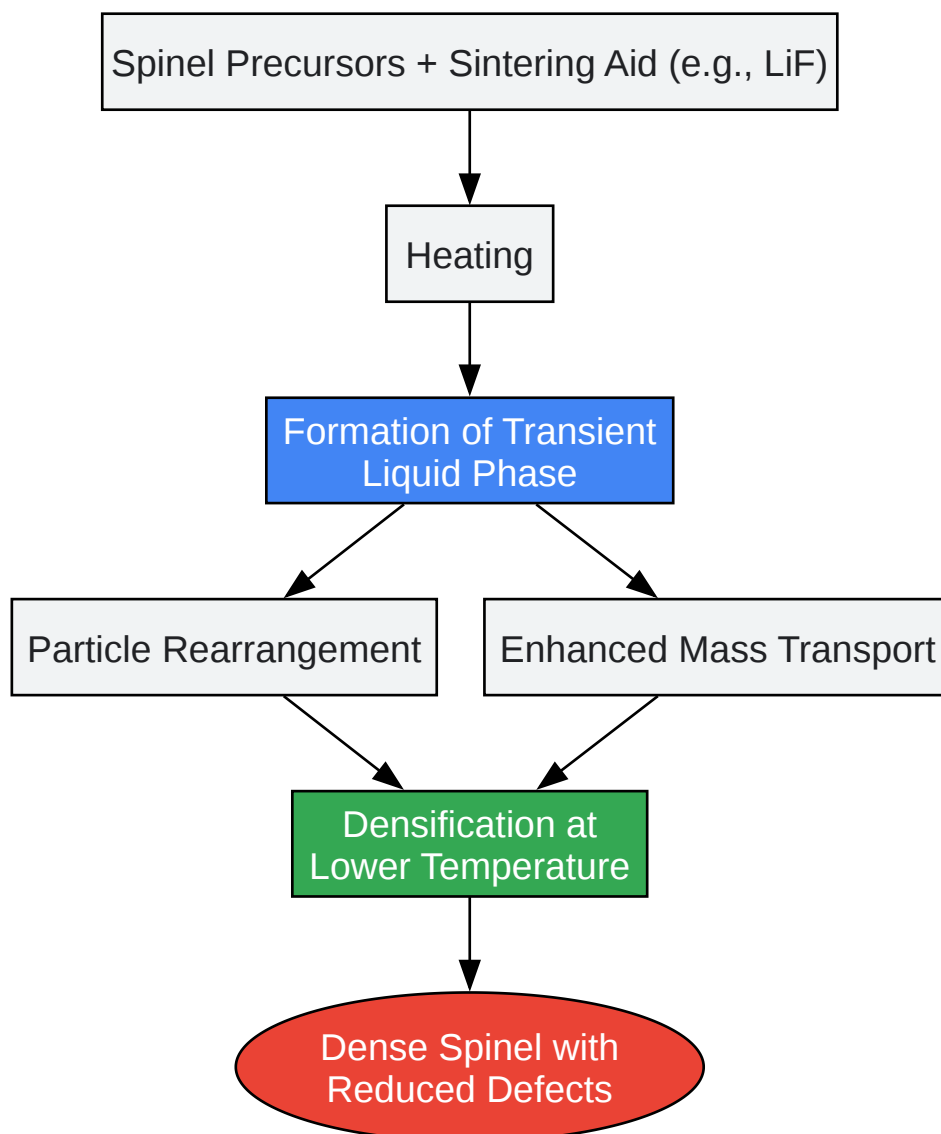 Spinel Precursors + Sintering Aid (e.g., LiF)
Heating
Formation of Transient
Liquid Phase
Particle Rearrangement
Enhanced Mass Transport
Densification at
Lower Temperature
Dense Spinel with
Reduced Defects